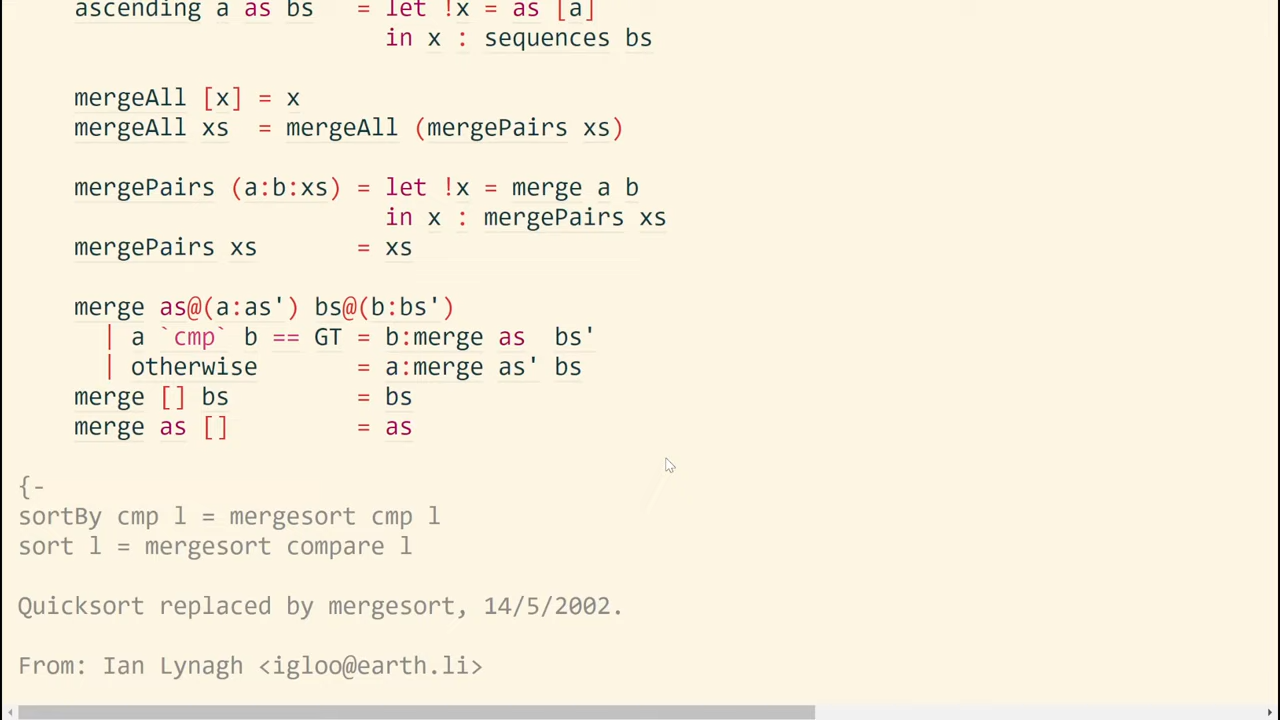 ascending a as bs   = let !x = as [a]
                          in x : sequences bs

    mergeAll [x] = x
    mergeAll xs  = mergeAll (mergePairs xs)

    mergePairs (a:b:xs) = let !x = merge a b
                          in x : mergePairs xs
    mergePairs xs       = xs

    merge as@(a:as') bs@(b:bs')
      | a `cmp` b == GT = b:merge as  bs'
      | otherwise       = a:merge as' bs
    merge [] bs         = bs
    merge as []         = as

{-
sortBy cmp l = mergesort cmp l
sort l = mergesort compare l

Quicksort replaced by mergesort, 14/5/2002.

From: Ian Lynagh <igloo@earth.li>